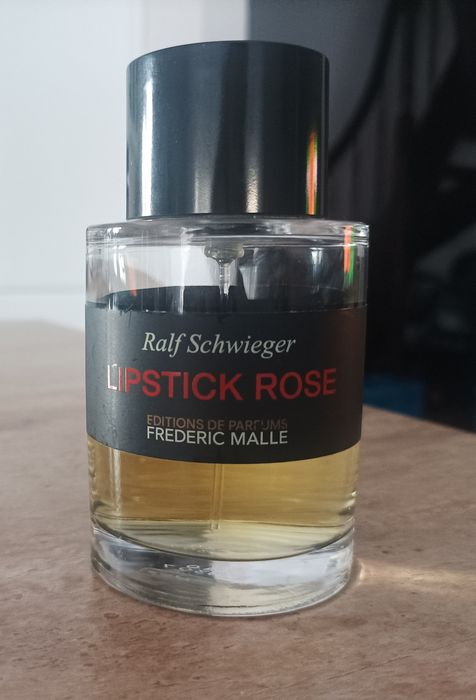 Ralf Schwieger
LIPSTICK ROSE
EDITIONS DE PARFUMS
FREDERIC MALLE